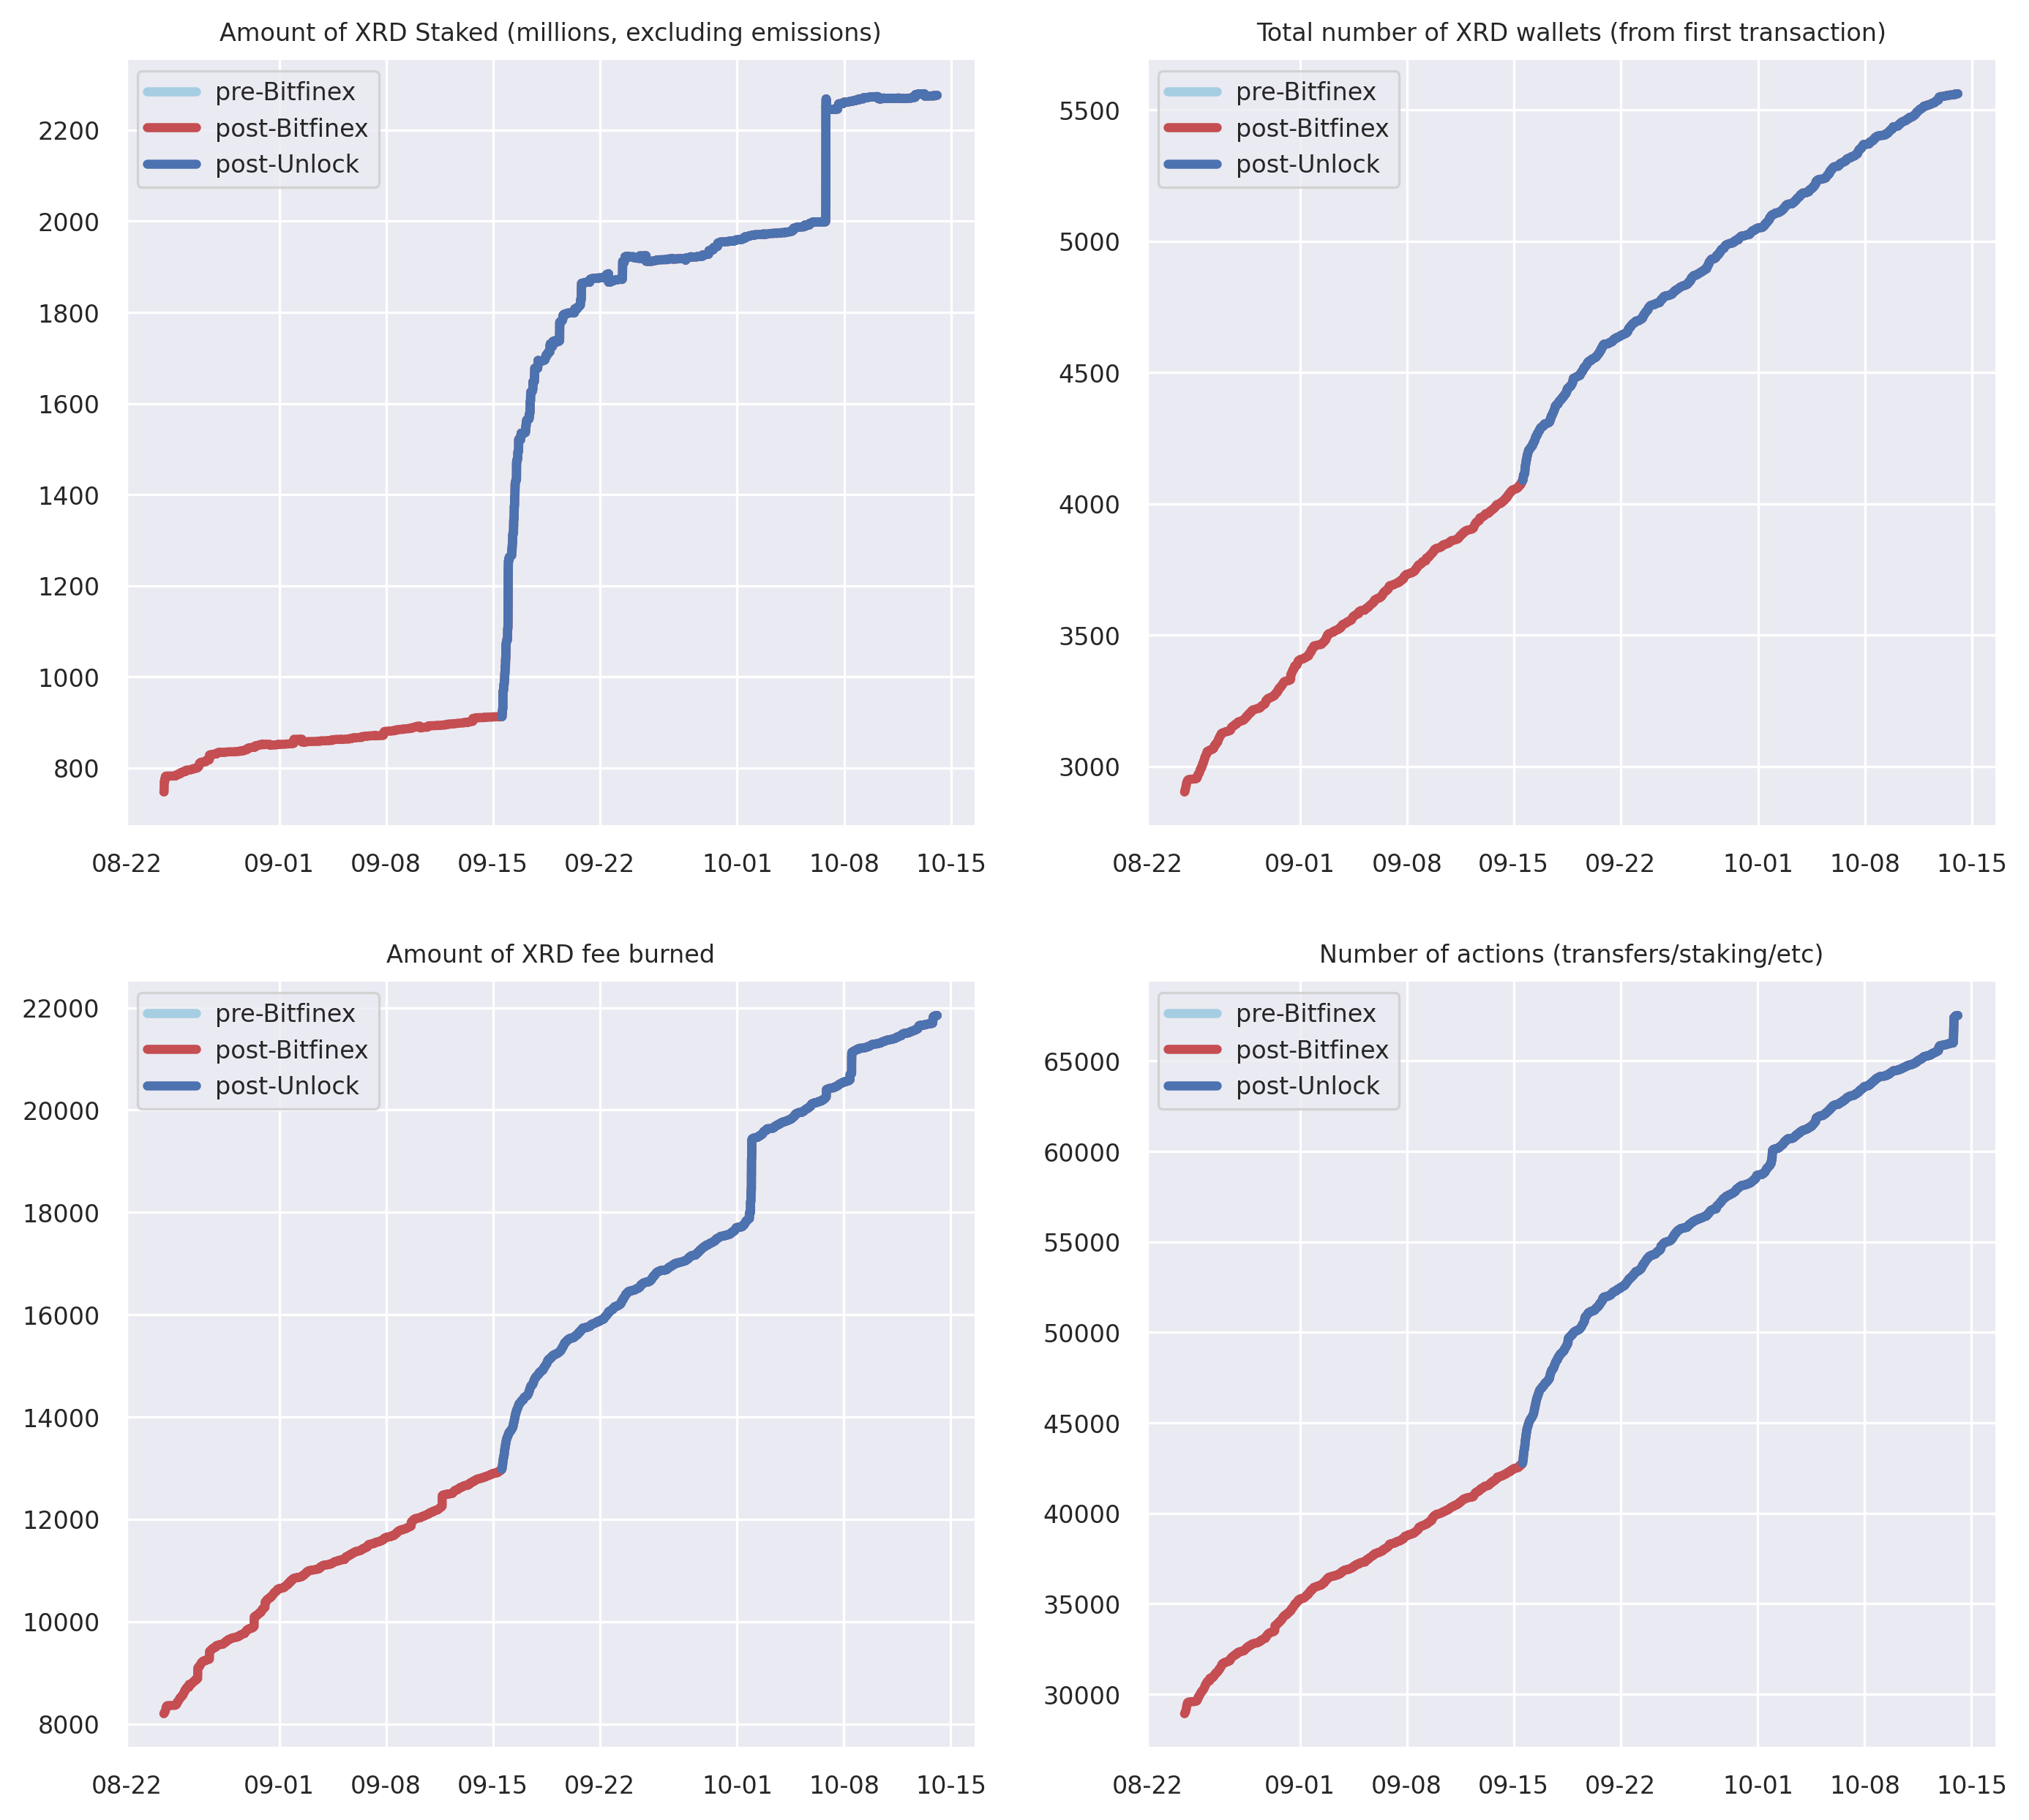 Amount of XRD Staked (millions, excluding emissions)
pre-Bitfinex
post-Bitfinex
post-Unlock
2200
2000
1800
1600
1400
1200
1000
800
08-22 09-01 09-08 09-15 09-22 10-01 10-08 10-15
Total number of XRD wallets (from first transaction)
pre-Bitfinex
post-Bitfinex
post-Unlock
5500
5000
4500
4000
3500
3000
08-22 09-01 09-08 09-15 09-22 10-01 10-08 10-15
Amount of XRD fee burned
pre-Bitfinex
post-Bitfinex
post-Unlock
22000
20000
18000
16000
14000
12000
10000
8000
08-22 09-01 09-08 09-15 09-22 10-01 10-08 10-15
Number of actions (transfers/staking/etc)
pre-Bitfinex
post-Bitfinex
post-Unlock
65000
60000
55000
50000
45000
40000
35000
30000
08-22 09-01 09-08 09-15 09-22 10-01 10-08 10-15